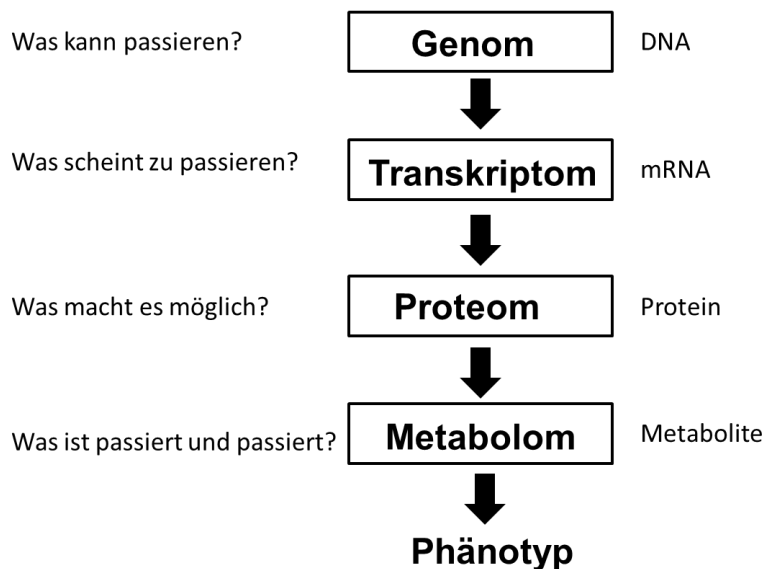 Was kann passieren? Genom DNA
Was scheint zu passieren? Transkriptom mRNA
Was macht es möglich? Proteom Protein
Was ist passiert und passiert? Metabolom Metabolite
Phänotyp